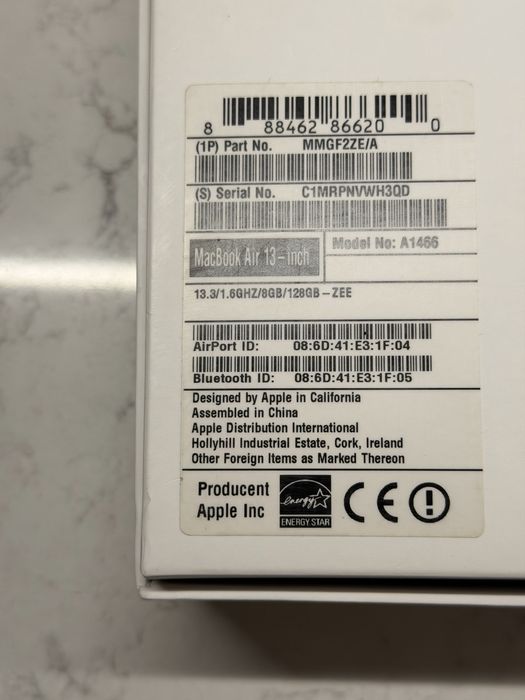 8 88462 86620 0
(1P) Part No. MMGF2ZE/A
(S) Serial No. C1MRPNVWH3QD
MacBook Air 13-inch
Model No: A1466
13.3/1.6GHZ/8GB/128GB-ZEE
AirPort ID: 08:6D:41:E3:1F:04
Bluetooth ID: 08:6D:41:E3:1F:05
Designed by Apple in California
Assembled in China
Apple Distribution International
Hollyhill Industrial Estate, Cork, Ireland
Other Foreign Items as Marked Thereon
Producent
Apple Inc
energy
ENERGY STAR
CE